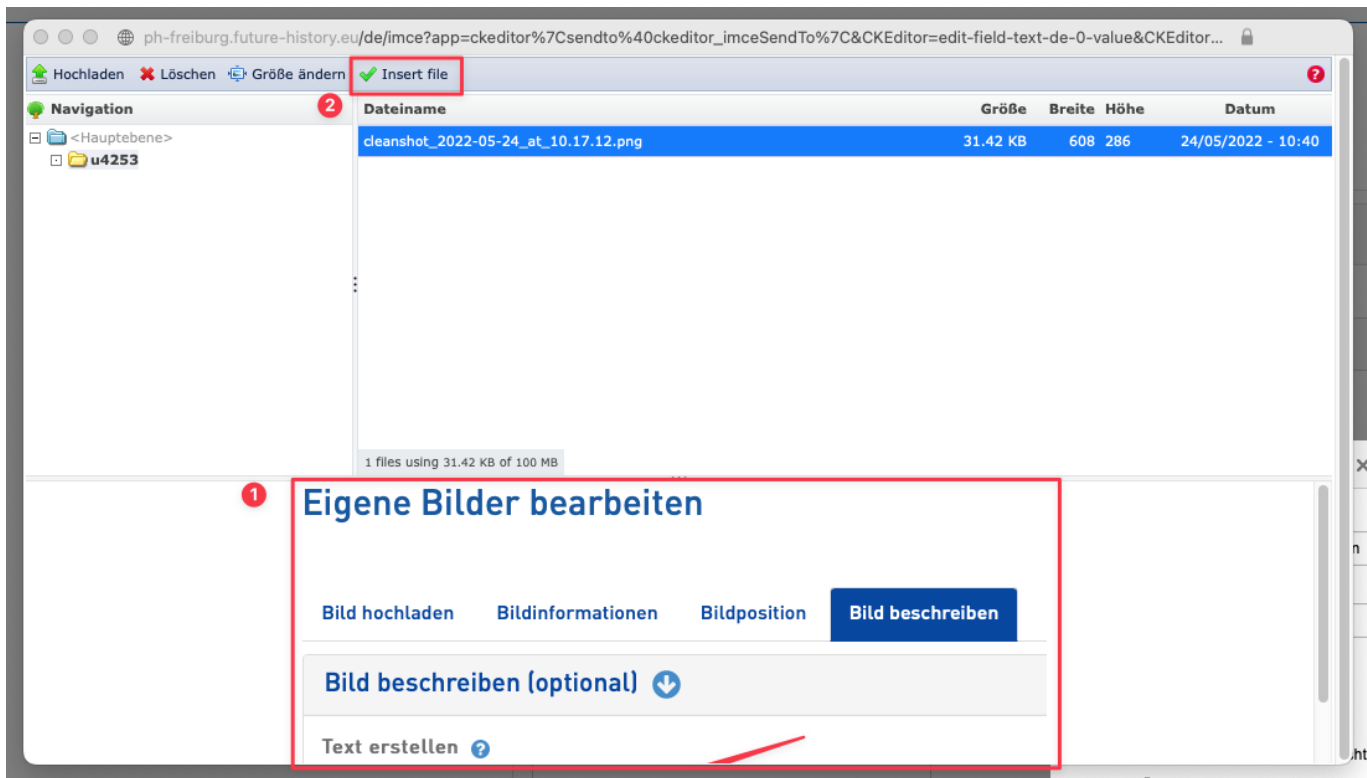 ph-freiburg.future-history.eu/de/imce?app=ckeditor%7Csendto%40ckeditor_imceSendTo%7C&CKEditor=edit-field-text-de-0-value&CKEditor...
Hochladen Löschen Größe ändern Insert file ?
Navigation 2 Dateiname Größe Breite Höhe Datum
<Hauptebene>
cleanshot_2022-05-24_at_10.17.12.png 31.42 KB 608 286 24/05/2022 - 10:40
u4253
1 files using 31.42 KB of 100 MB
1 Eigene Bilder bearbeiten
Bild hochladen Bildinformationen Bildposition Bild beschreiben
Bild beschreiben (optional)
Text erstellen ?